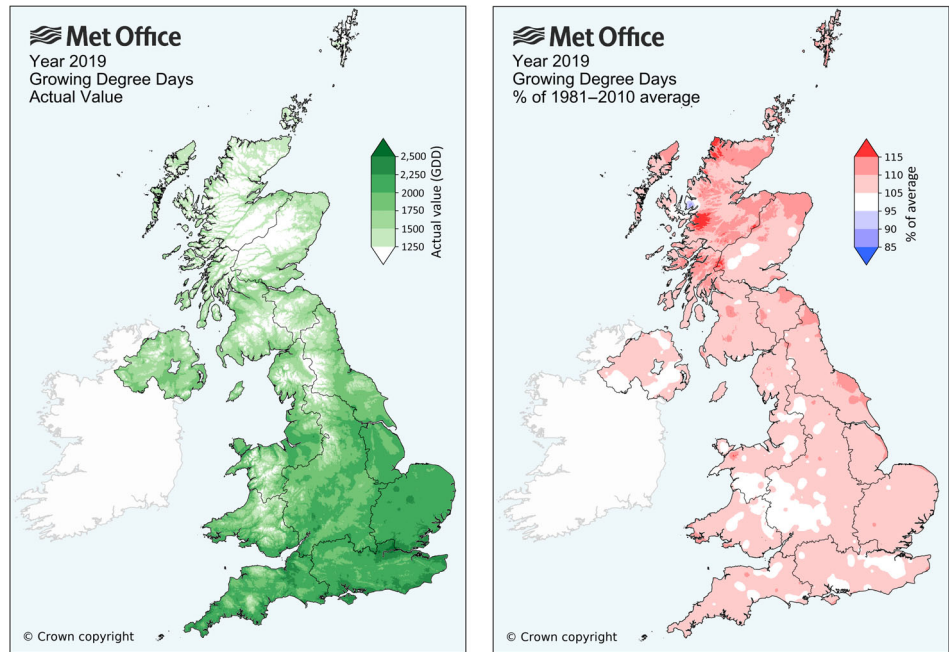 Met Office
Year 2019
Growing Degree Days
Actual Value
2,500
2,250
2000
1750
1500
1250
Actual value (GDD)
© Crown copyright
Met Office
Year 2019
Growing Degree Days
% of 1981–2010 average
115
110
105
95
90
85
% of average
© Crown copyright